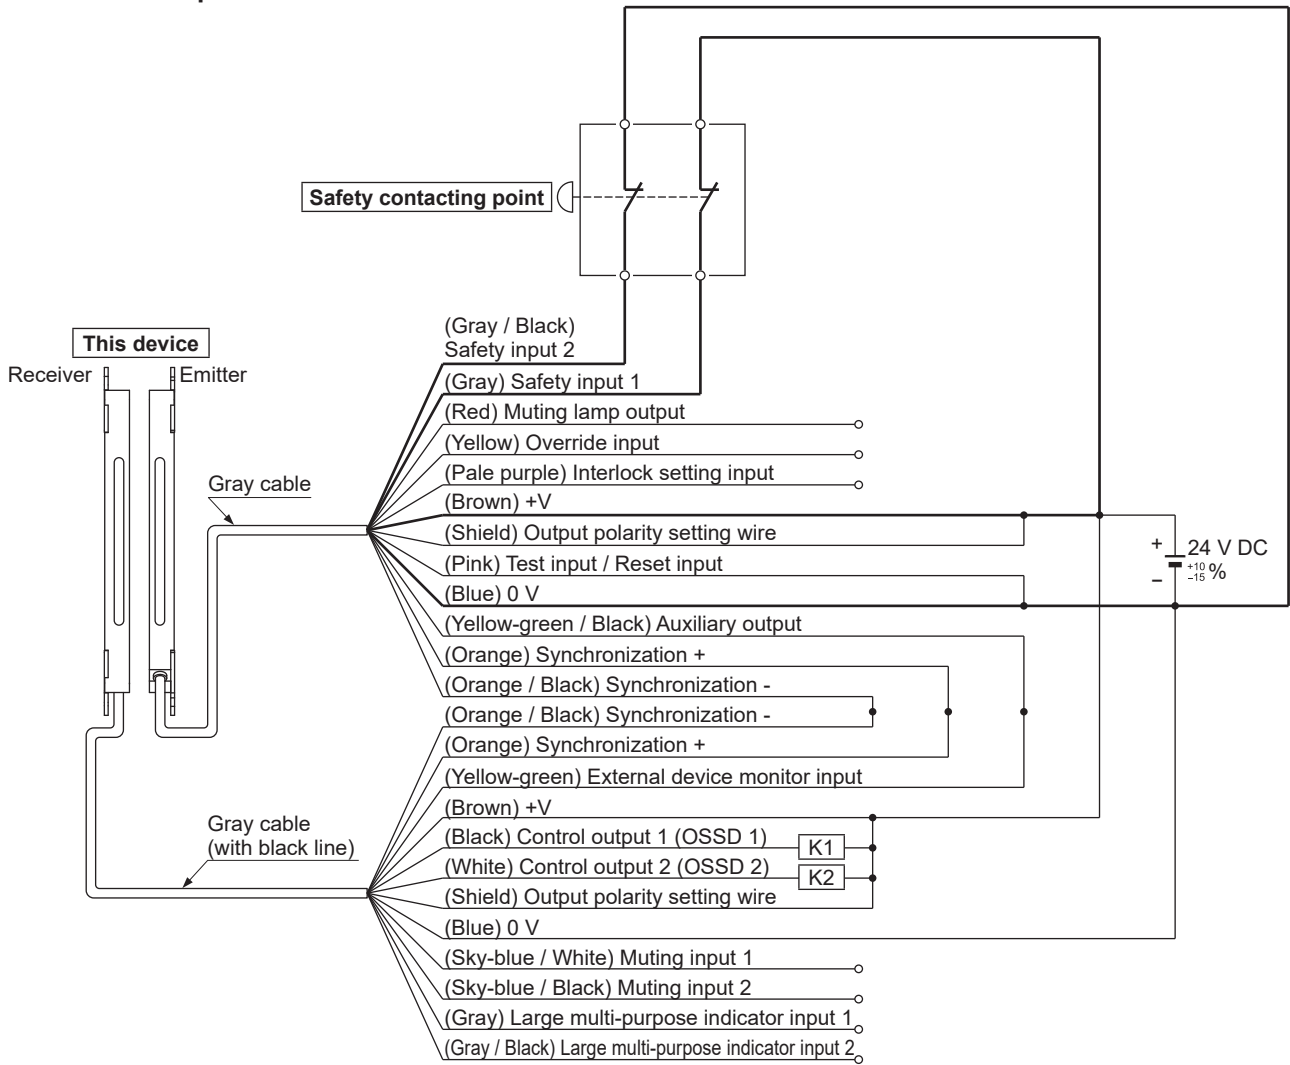 Safety contacting point
(Gray / Black)
Safety input 2
This device
Receiver
Emitter
(Gray) Safety input 1
(Red) Muting lamp output
(Yellow) Override input
(Pale purple) Interlock setting input
Gray cable
(Brown) +V
(Shield) Output polarity setting wire
(Pink) Test input / Reset input
+
24 V DC
+10
-15 %
−
(Blue) 0 V
(Yellow-green / Black) Auxiliary output
(Orange) Synchronization +
(Orange / Black) Synchronization -
(Orange / Black) Synchronization -
(Orange) Synchronization +
(Yellow-green) External device monitor input
(Brown) +V
Gray cable
(with black line)
(Black) Control output 1 (OSSD 1)
K1
(White) Control output 2 (OSSD 2)
K2
(Shield) Output polarity setting wire
(Blue) 0 V
(Sky-blue / White) Muting input 1
(Sky-blue / Black) Muting input 2
(Gray) Large multi-purpose indicator input 1
(Gray / Black) Large multi-purpose indicator input 2